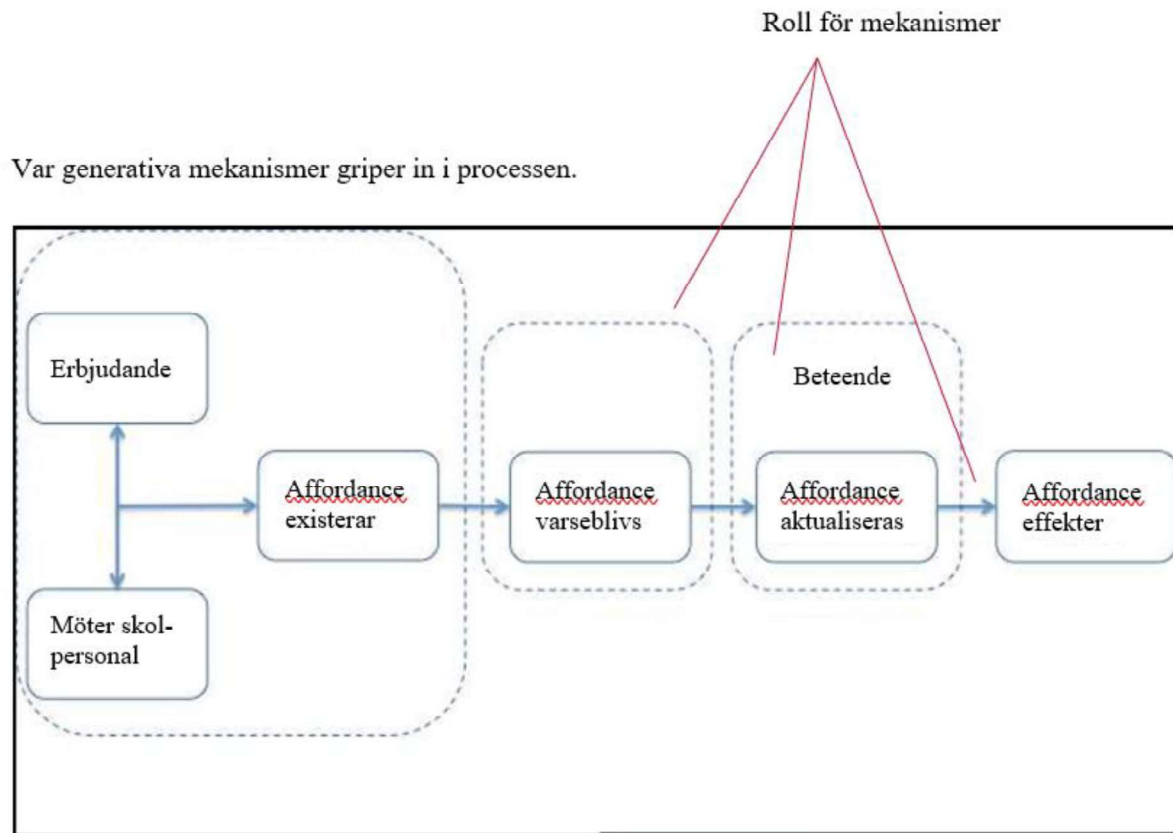 Roll för mekanismer
Var generativa mekanismer griper in i processen.
Erbjudande
Möter skol-
personal
Affordance
existerar
Affordance
varseblivs
Beteende
Affordance
aktualiseras
Affordance
effekter